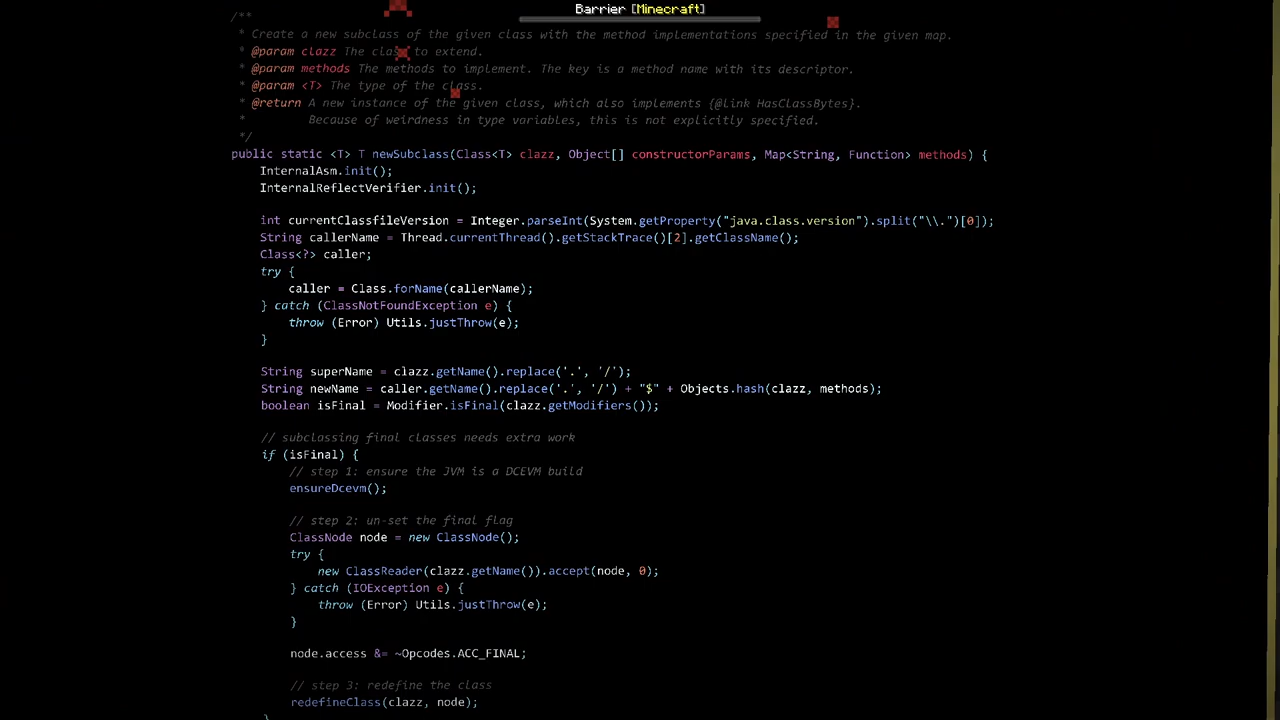 Barrier [Minecraft]
/**
* Create a new subclass of the given class with the method implementations specified in the given map.
* @param clazz The class to extend.
* @param methods The methods to implement. The key is a method name with its descriptor.
* @param <T> The type of the class.
* @return A new instance of the given class, which also implements {@link HasClassBytes}.
* Because of weirdness in type variables, this is not explicitly specified.
*/
public static <T> T newSubclass(Class<T> clazz, Object[] constructorParams, Map<String, Function> methods) {
InternalAsm.init();
InternalReflectVerifier.init();
int currentClassfileVersion = Integer.parseInt(System.getProperty("java.class.version").split("\\.")[0]);
String callerName = Thread.currentThread().getStackTrace()[2].getClassName();
Class<?> caller;
try {
caller = Class.forName(callerName);
} catch (ClassNotFoundException e) {
throw (Error) Utils.justThrow(e);
}
String superName = clazz.getName().replace('.', '/');
String newName = caller.getName().replace('.', '/') + "$" + Objects.hash(clazz, methods);
boolean isFinal = Modifier.isFinal(clazz.getModifiers());
// subclassing final classes needs extra work
if (isFinal) {
// step 1: ensure the JVM is a DCEVM build
ensureDcevm();
// step 2: un-set the final flag
ClassNode node = new ClassNode();
try {
new ClassReader(clazz.getName()).accept(node, 0);
} catch (IOException e) {
throw (Error) Utils.justThrow(e);
}
node.access &= ~Opcodes.ACC_FINAL;
// step 3: redefine the class
redefineClass(clazz, node);
}